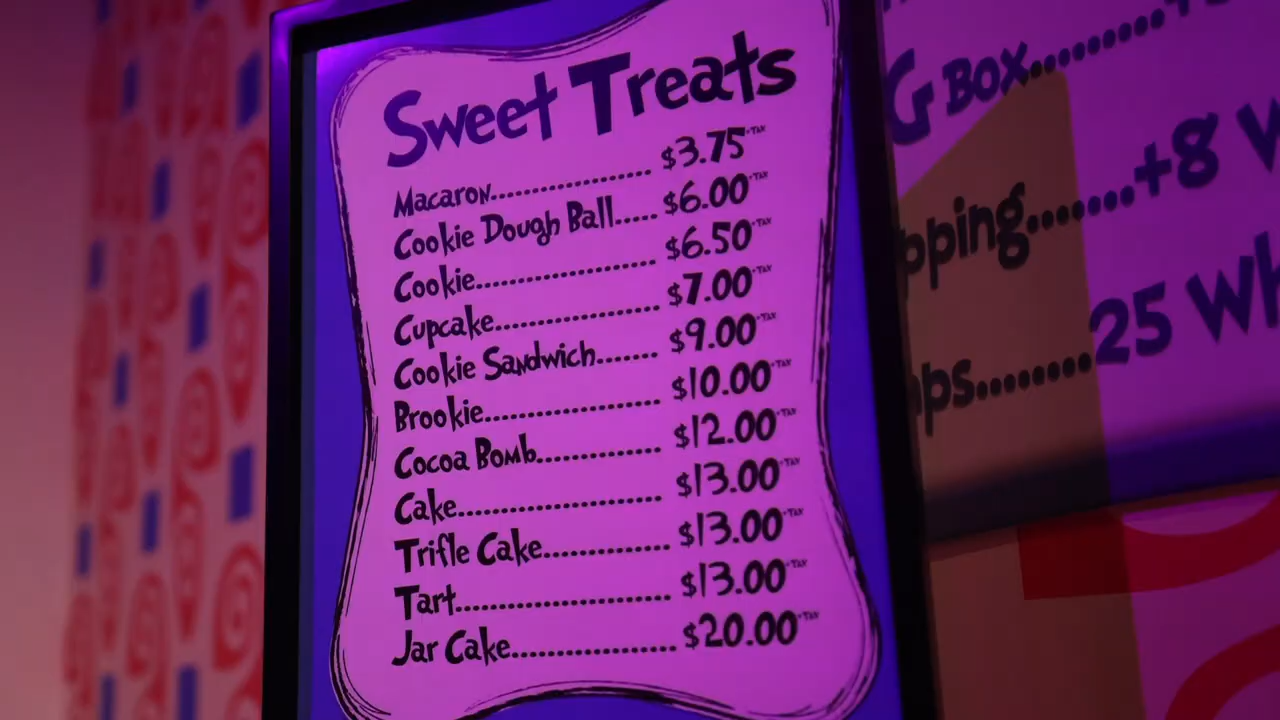 Sweet Treats
Macaron..................... $3.75 +TAX
Cookie Dough Ball..... $6.00 +TAX
Cookie........................ $6.50 +TAX
Cupcake..................... $7.00 +TAX
Cookie Sandwich....... $9.00 +TAX
Brookie....................... $10.00 +TAX
Cocoa Bomb............... $12.00 +TAX
Cake........................... $13.00 +TAX
Trifle Cake................. $13.00 +TAX
Tart............................ $13.00 +TAX
Jar Cake..................... $20.00 +TAX
G Box..........
pping.........+8
ps..........25 Wh